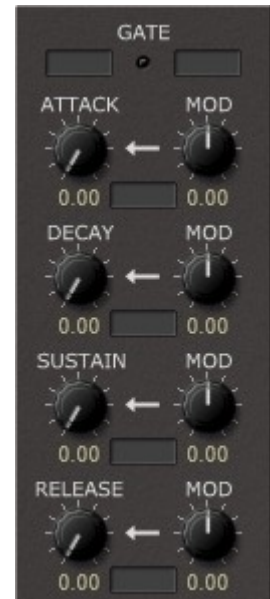 GATE
ATTACK MOD
0.00 0.00
DECAY MOD
0.00 0.00
SUSTAIN MOD
0.00 0.00
RELEASE MOD
0.00 0.00